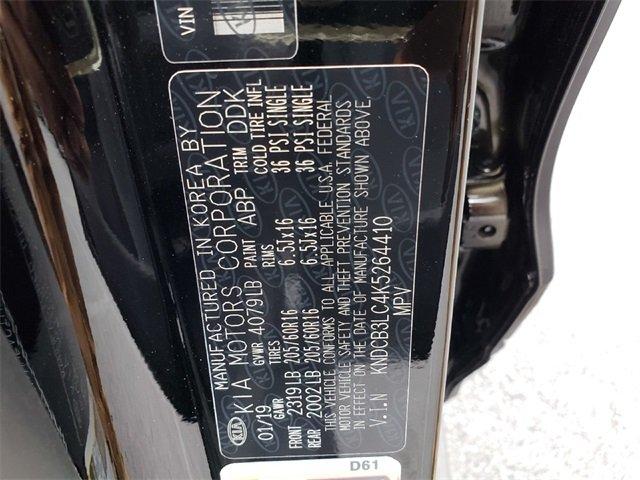 VIN
MANUFACTURED IN KOREA BY
KIA KIA MOTORS CORPORATION
01/19 GVWR 4079LB PAINT ABP TRIM DDK
GAWR TIRES RIMS COLD TIRE INFL
FRONT 2319LB 205/60R16 6.5Jx16 36 PSI SINGLE
REAR 2002LB 205/60R16 6.5Jx16 36 PSI SINGLE
THIS VEHICLE CONFORMS TO ALL APPLICABLE U.S.A. FEDERAL
MOTOR VEHICLE SAFETY AND THEFT PREVENTION STANDARDS
IN EFFECT ON THE DATE OF MANUFACTURE SHOWN ABOVE.
V.I.N KNDCB3LC4K5264410
MPV
D61